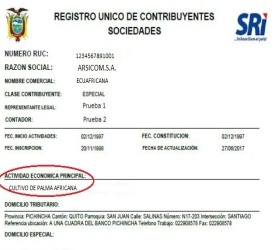 REGISTRO UNICO DE CONTRIBUYENTES
SOCIEDADES
SRi
NUMERO RUC: 1234567891001
RAZON SOCIAL: ARSICOM.S.A.
NOMBRE COMERCIAL: ECUAFRICANA
CLASE CONTRIBUYENTE: ESPECIAL
REPRESENTANTE LEGAL: Prueba 1
CONTADOR: Prueba 2
FEC. INICIO ACTIVIDADES: 02/12/1997 FEC. CONSTITUCION: 02/12/1997
FEC. INSCRIPCION: 20/11/1998 FECHA DE ACTUALIZACIÓN: 27/06/2017
ACTIVIDAD ECONOMICA PRINCIPAL:
CULTIVO DE PALMA AFRICANA
DOMICILIO TRIBUTARIO:
Provincia: PICHINCHA Cantón: QUITO Parroquia: SAN JUAN Calle: SALINAS Número: N17-203 Intersección: SANTIAGO
Referencia ubicación: A UNA CUADRA DEL BANCO PICHINCHA Teléfono Trabajo: 022908578 Fax: 022908578
DOMICILIO ESPECIAL: